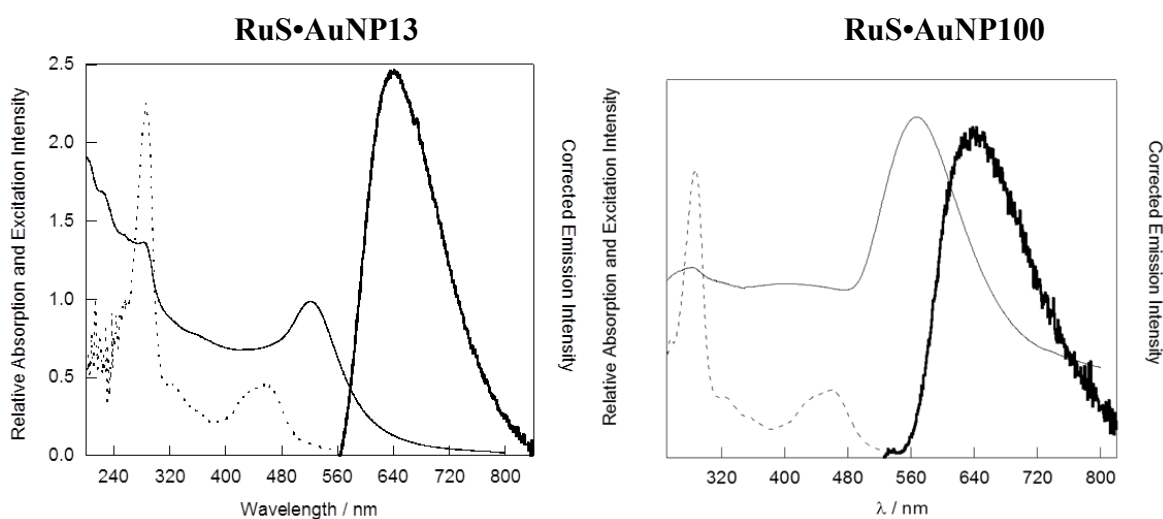 RuS•AuNP13
Relative Absorption and Excitation Intensity
2.5
2.0
1.5
1.0
0.5
0.0
240 320 400 480 560 640 720 800
Wavelength / nm
Corrected Emission Intensity
RuS•AuNP100
Relative Absorption and Excitation Intensity
320 400 480 560 640 720 800
λ / nm
Corrected Emission Intensity